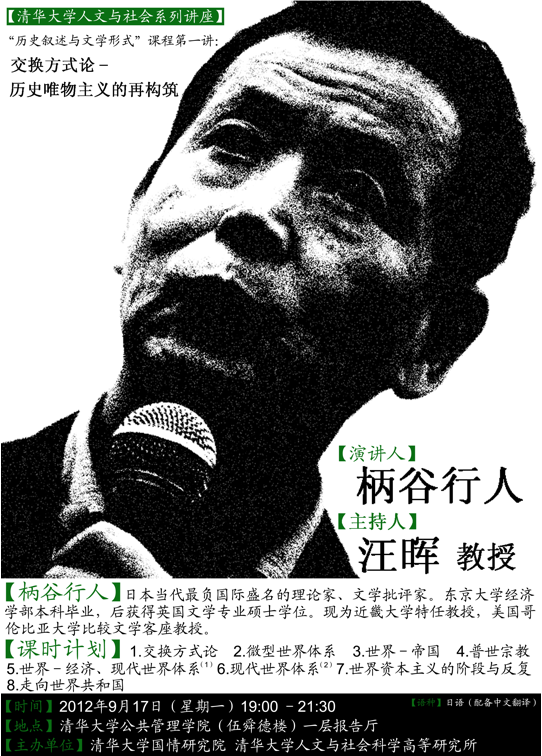 【清华大学人文与社会系列讲座】
“历史叙述与文学形式”课程第一讲:
交换方式论－
历史唯物主义的再构筑
【演讲人】
柄谷行人
【主持人】
汪晖 教授
【柄谷行人】日本当代最负国际盛名的理论家、文学批评家。东京大学经济
学部本科毕业，后获得英国文学专业硕士学位。现为近畿大学特任教授，美国哥
伦比亚大学比较文学客座教授。
【课时计划】1.交换方式论 2.微型世界体系 3.世界－帝国 4.普世宗教
5.世界－经济、现代世界体系(1) 6.现代世界体系(2) 7.世界资本主义的阶段与反复
8.走向世界共和国
【时间】2012年9月17日（星期一）19:00 －21:30 【语种】日语（配备中文翻译）
【地点】清华大学公共管理学院（伍舜德楼）一层报告厅
【主办单位】清华大学国情研究院 清华大学人文与社会科学高等研究所